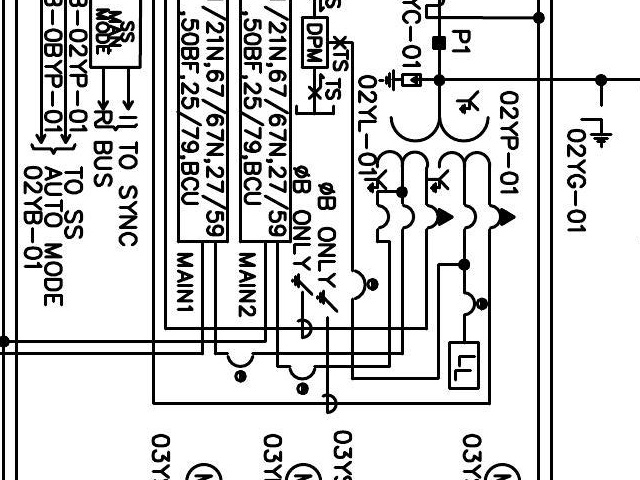 02YG-01
02YP-01
P1
YC-01
02YL-01
LL
TS
TS
DPM
ØB ONLY
ØB ONLY
/21N,67/67N,27/59
,50BF,25/79,BCU
MAIN2
/21N,67/67N,27/59
,50BF,25/79,BCU
MAIN1
SS
MAN
MODE
I) TO SYNC
R) BUS
B-02YP-01
B-0BYP-01
TO SS
AUTO MODE
02YB-01
03Y
M
03Y
M
03YS
03Y
M